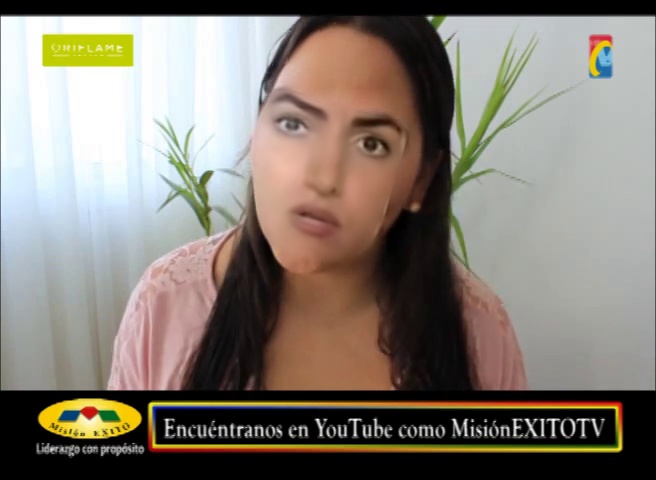 ORIFLAME
Misión EXITO
Liderazgo con propósito
Encuéntranos en YouTube como MisiónEXITOTV